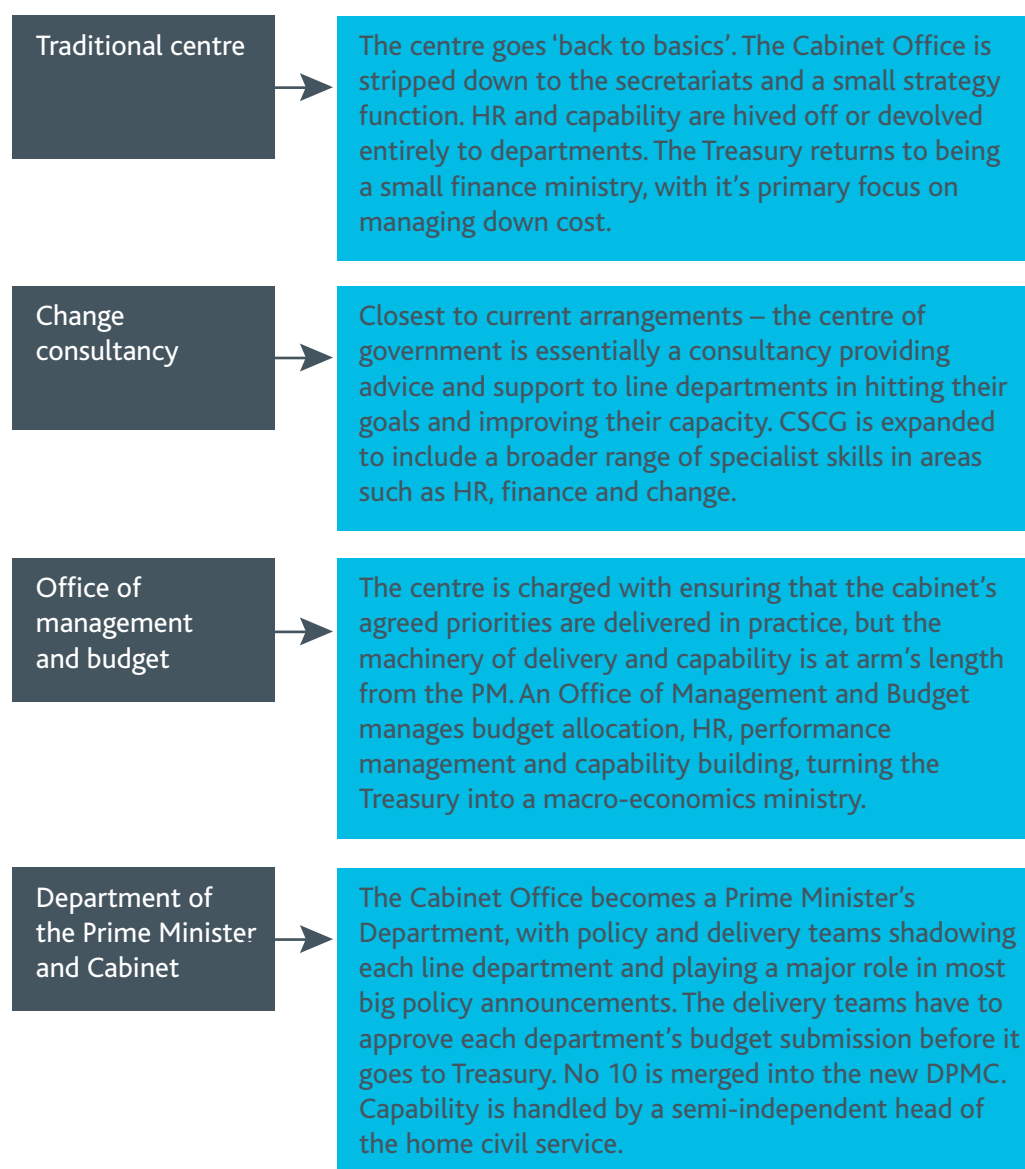 Traditional centre
The centre goes ‘back to basics’. The Cabinet Office is
stripped down to the secretariats and a small strategy
function. HR and capability are hived off or devolved
entirely to departments. The Treasury returns to being
a small finance ministry, with it’s primary focus on
managing down cost.
Change
consultancy
Closest to current arrangements – the centre of
government is essentially a consultancy providing
advice and support to line departments in hitting their
goals and improving their capacity. CSCG is expanded
to include a broader range of specialist skills in areas
such as HR, finance and change.
Office of
management
and budget
The centre is charged with ensuring that the cabinet’s
agreed priorities are delivered in practice, but the
machinery of delivery and capability is at arm’s length
from the PM. An Office of Management and Budget
manages budget allocation, HR, performance
management and capability building, turning the
Treasury into a macro-economics ministry.
Department of
the Prime Minister
and Cabinet
The Cabinet Office becomes a Prime Minister’s
Department, with policy and delivery teams shadowing
each line department and playing a major role in most
big policy announcements. The delivery teams have to
approve each department’s budget submission before it
goes to Treasury. No 10 is merged into the new DPMC.
Capability is handled by a semi-independent head of
the home civil service.